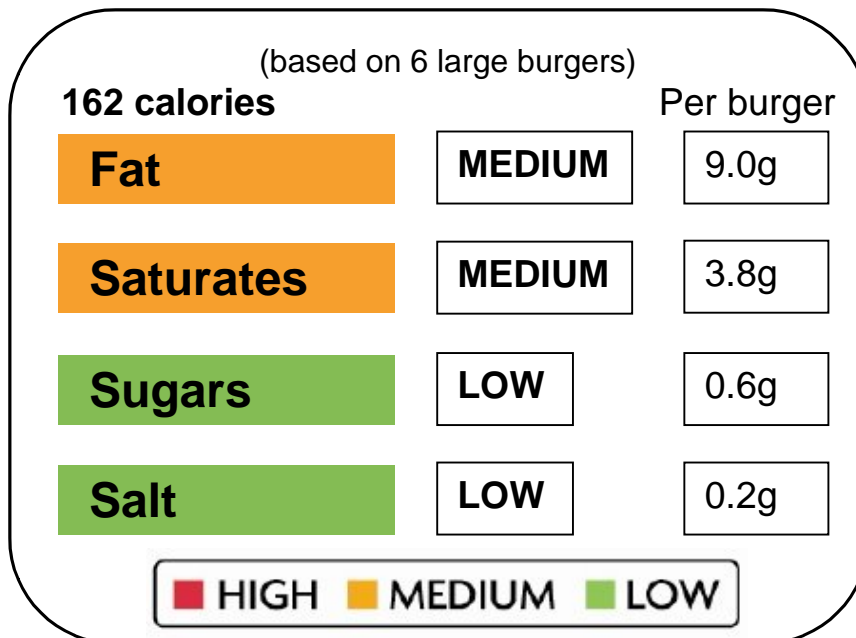 (based on 6 large burgers)
162 calories Per burger
Fat MEDIUM 9.0g
Saturates MEDIUM 3.8g
Sugars LOW 0.6g
Salt LOW 0.2g
HIGH MEDIUM LOW